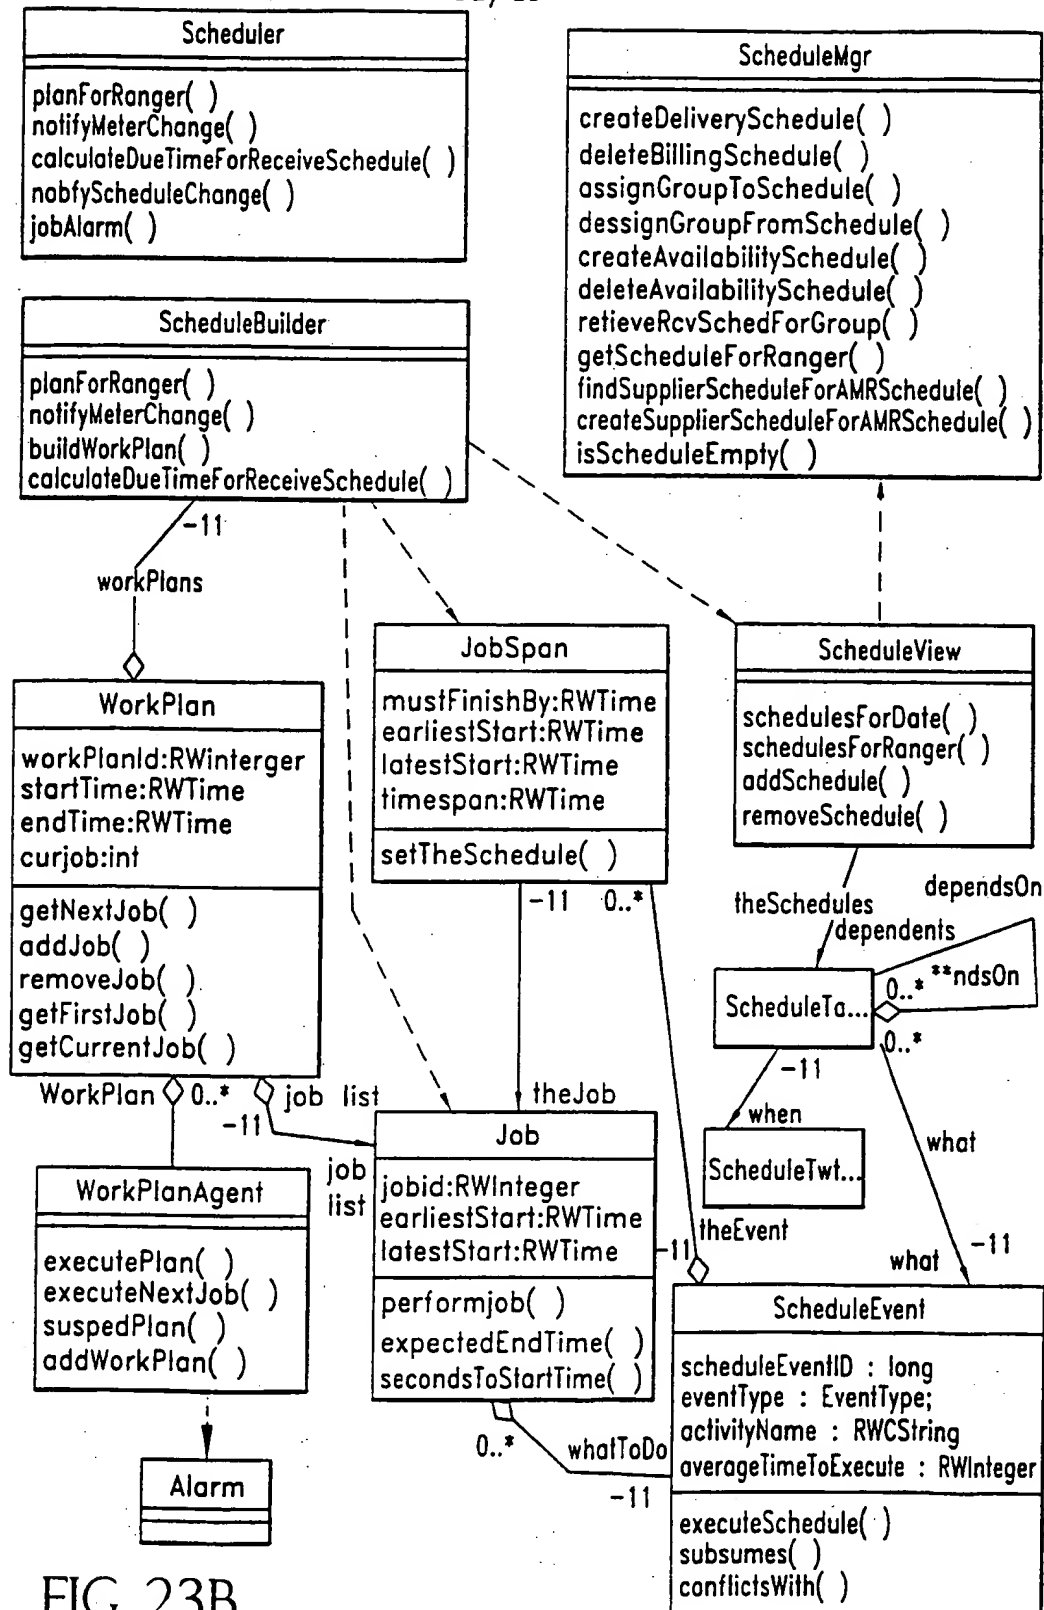 Scheduler
planForRanger( )
notifyMeterChange( )
calculateDueTimeForReceiveSchedule( )
nobfyScheduleChange( )
jobAlarm( )
ScheduleMgr
createDeliverySchedule( )
deleteBillingSchedule( )
assignGroupToSchedule( )
dessignGroupFromSchedule( )
createAvailabilitySchedule( )
deleteAvailabilitySchedule( )
retieveRcvSchedForGroup( )
getScheduleForRanger( )
findSupplierScheduleForAMRSchedule( )
createSupplierScheduleForAMRSchedule( )
isScheduleEmpty( )
ScheduleBuilder
planForRanger( )
notifyMeterChange( )
buildWorkPlan( )
calculateDueTimeForReceiveSchedule( )
-11
workPlans
WorkPlan
workPlanId:RWinterger
startTime:RWTime
endTime:RWTime
curjob:int
getNextJob( )
addJob( )
removeJob( )
getFirstJob( )
getCurrentJob( )
JobSpan
mustFinishBy:RWTime
earliestStart:RWTime
latestStart:RWTime
timespan:RWTime
setTheSchedule( )
-11 0..*
ScheduleView
schedulesForDate( )
schedulesForRanger( )
addSchedule( )
removeSchedule( )
theSchedules
dependsOn
dependents
0..* **ndsOn
ScheduleTa...
0..*
-11
when
ScheduleTwt...
what
what
-11
WorkPlan 0..* job list
-11
job
list
theJob
Job
jobid:RWInteger
earliestStart:RWTime
latestStart:RWTime
performjob( )
expectedEndTime( )
secondsToStartTime( )
theEvent
-11
WorkPlanAgent
executePlan( )
executeNextJob( )
suspedPlan( )
addWorkPlan( )
Alarm
0..*
whatToDo
-11
ScheduleEvent
scheduleEventID : long
eventType : EventType;
activityName : RWCString
averageTimeToExecute : RWInteger
executeSchedule( )
subsumes( )
conflictsWith( )
FIG. 23B